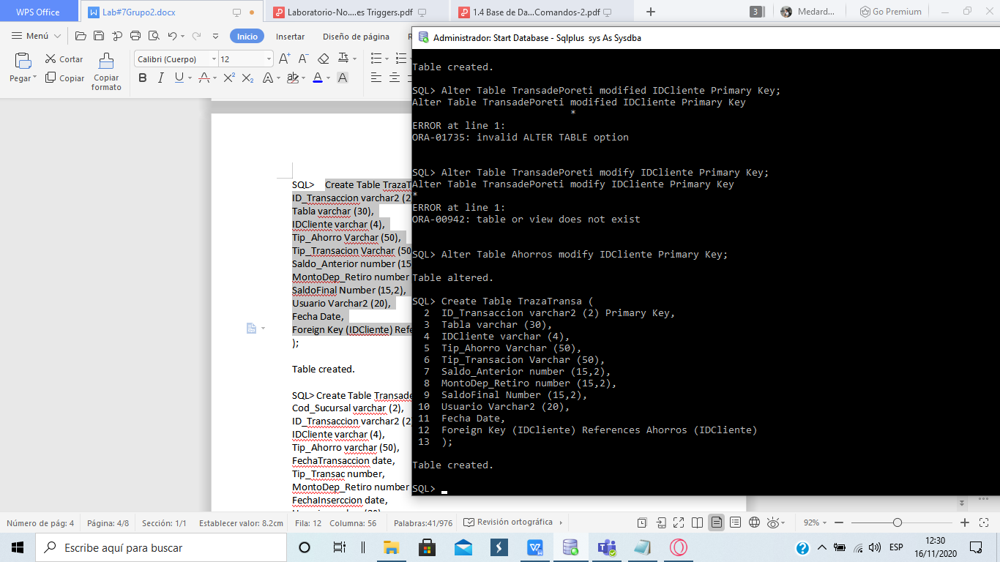 WPS Office
Lab#7Grupo2.docx
Laboratorio-No....es Triggers.pdf
1.4 Base de Da...Comandos-2.pdf
3
Medard...
Go Premium
Menú
Inicio
Insertar
Diseño de página
Administrador: Start Database - Sqlplus sys As Sysdba
Pegar
Cortar
Copiar
Copiar
formato
Calibri (Cuerpo)
12
SQL> Create Table TrazaT
ID_Transaccion varchar2 (2
Tabla varchar (30),
IDCliente varchar (4),
Tip_Ahorro Varchar (50),
Tip_Transacion Varchar (50
Saldo_Anterior number (15
MontoDep_Retiro number
SaldoFinal Number (15,2),
Usuario Varchar2 (20),
Fecha Date,
Foreign Key (IDCliente) Refe
);
Table created.
SQL> Create Table Transade
Cod_Sucursal varchar (2),
ID_Transaccion varchar2 (2
IDCliente varchar (4),
Tip_Ahorro varchar (50),
FechaTransaccion date,
Tip_Transac number,
MontoDep_Retiro number
FechaInserccion date,
Table created.
SQL> Alter Table TransadePoreti modified IDCliente Primary Key;
Alter Table TransadePoreti modified IDCliente Primary Key
*
ERROR at line 1:
ORA-01735: invalid ALTER TABLE option
SQL> Alter Table TransadePoreti modify IDCliente Primary Key;
Alter Table TransadePoreti modify IDCliente Primary Key
*
ERROR at line 1:
ORA-00942: table or view does not exist
SQL> Alter Table Ahorros modify IDCliente Primary Key;
Table altered.
SQL> Create Table TrazaTransa (
2 ID_Transaccion varchar2 (2) Primary Key,
3 Tabla varchar (30),
4 IDCliente varchar (4),
5 Tip_Ahorro Varchar (50),
6 Tip_Transacion Varchar (50),
7 Saldo_Anterior number (15,2),
8 MontoDep_Retiro number (15,2),
9 SaldoFinal Number (15,2),
10 Usuario Varchar2 (20),
11 Fecha Date,
12 Foreign Key (IDCliente) References Ahorros (IDCliente)
13 );
Table created.
SQL>
Número de pág: 4
Página: 4/8
Sección: 1/1
Establecer valor: 8.2cm
Fila: 12
Columna: 56
Palabras:41/976
Revisión ortográfica
92%
Escribe aquí para buscar
ESP
12:30
16/11/2020